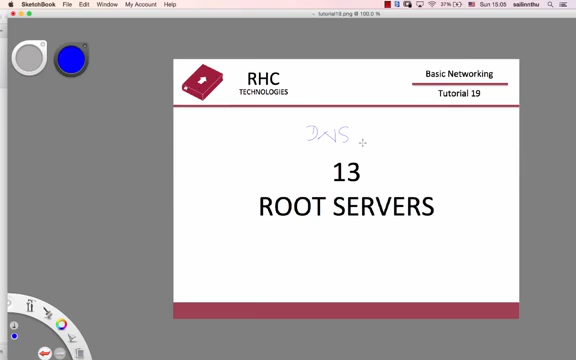 SketchBook File Edit Window My Account Help 37% Sun 15:05 sailinnthu
tutorial19.png @ 100.0 %
RHC
TECHNOLOGIES
Basic Networking
Tutorial 19
DNS
13
ROOT SERVERS